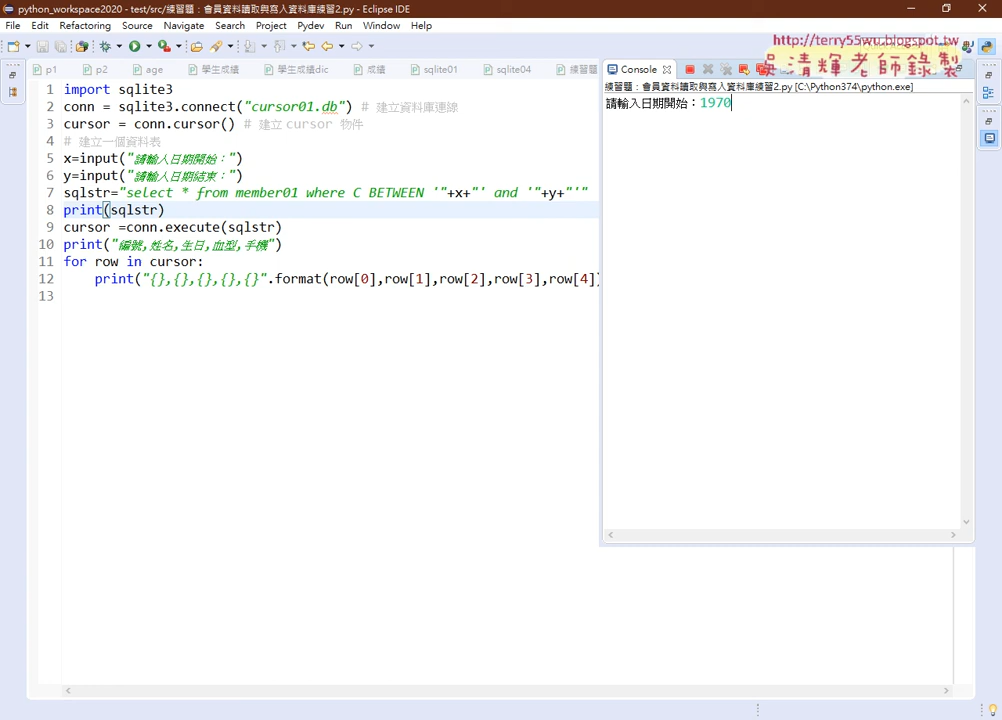 python_workspace2020 - test/src/練習題：會員資料讀取與寫入資料庫練習2.py - Eclipse IDE
File Edit Refactoring Source Navigate Search Project Pydev Run Window Help
http://terry55wu.blogspot.tw
吳清輝老師錄製
p1 p2 age 學生成績 學生成績dic 成績 sqlite01 sqlite04 練習題
Console
練習題：會員資料讀取與寫入資料庫練習2.py [C:\Python374\python.exe]
請輸入日期開始：1970
1 import sqlite3
2 conn = sqlite3.connect("cursor01.db") # 建立資料庫連線
3 cursor = conn.cursor() # 建立 cursor 物件
4 # 建立一個資料表
5 x=input("請輸入日期開始：")
6 y=input("請輸入日期結束：")
7 sqlstr="select * from member01 where C BETWEEN '"+x+"' and '"+y+"'"
8 print(sqlstr)
9 cursor =conn.execute(sqlstr)
10 print("編號,姓名,生日,血型,手機")
11 for row in cursor:
12 print("{},{},{},{},{}".format(row[0],row[1],row[2],row[3],row[4])
13